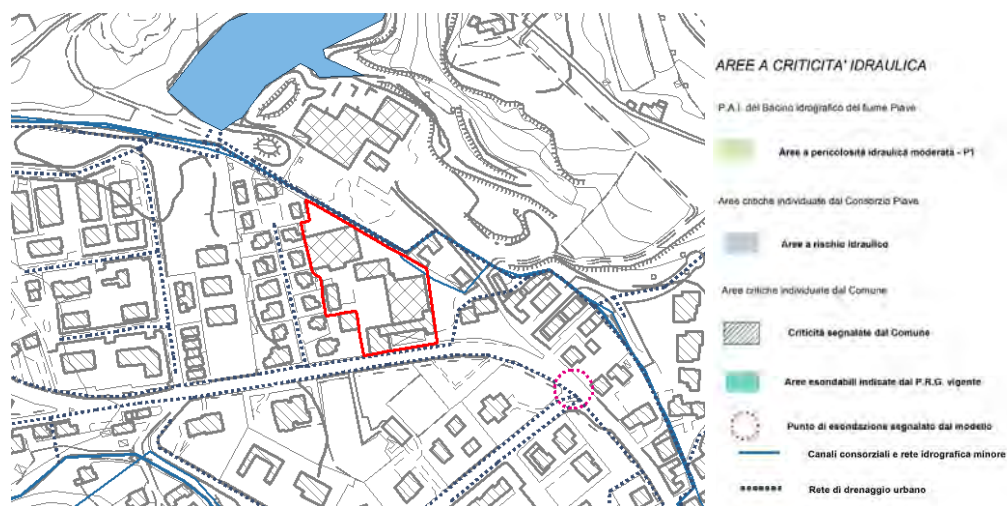 AREE A CRITICITA' IDRAULICA
P.A.I. del Bacino idrografico del fiume Piave
Aree a pericolosità idraulica moderata - P1
Aree critiche individuate dal Consorzio Piave
Aree a rischio idraulico
Aree critiche individuate dal Comune
Criticità segnalate dal Comune
Aree esondabili indicate dal P.R.G. vigente
Punto di esondazione segnalato dal modello
Canali consorziali e rete idrografica minore
Rete di drenaggio urbano